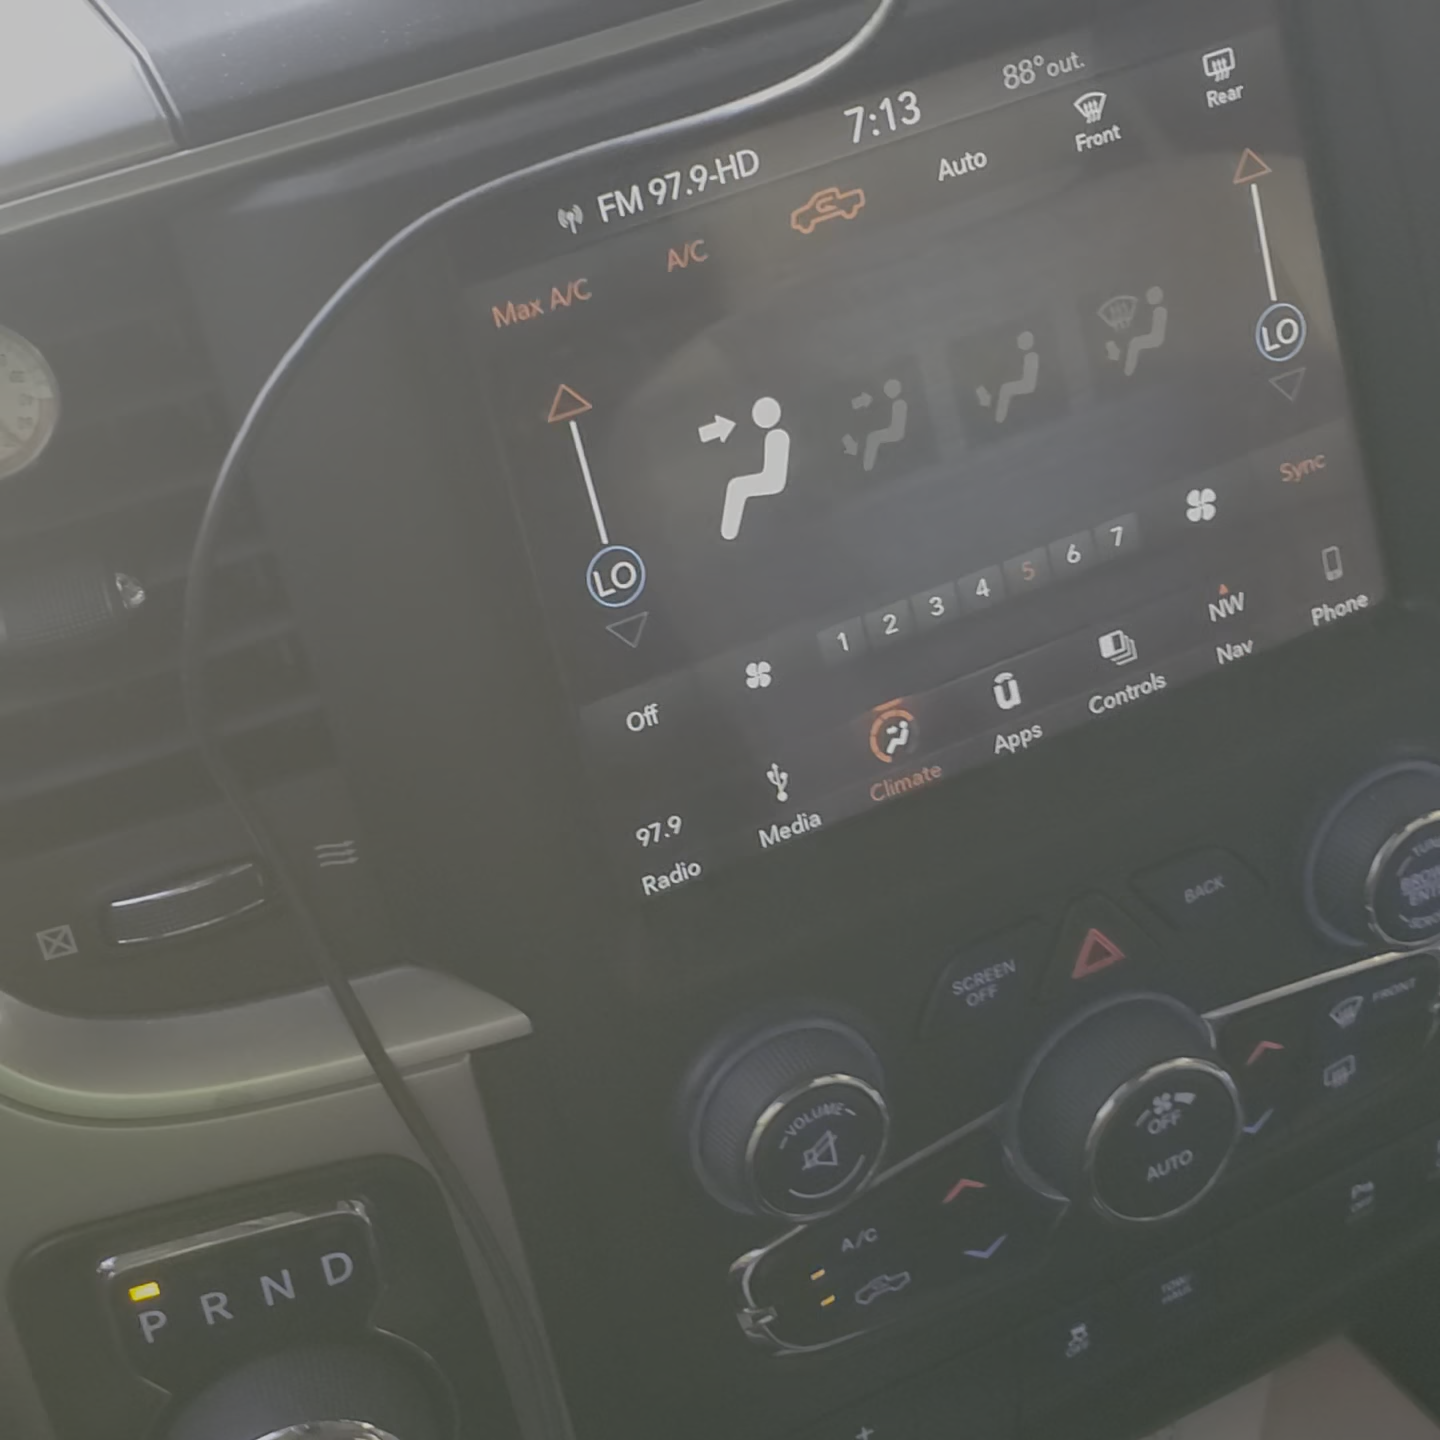 88° out.
7:13
FM 97.9-HD
Rear
Front
Auto
A/C
Max A/C
LO
LO
Sync
1 2 3 4 5 6 7
Off
NW
Phone
Nav
Controls
Apps
Climate
Media
97.9
Radio
BACK
SCREEN
OFF
FRONT
VOLUME
OFF
AUTO
A/C
P R N D